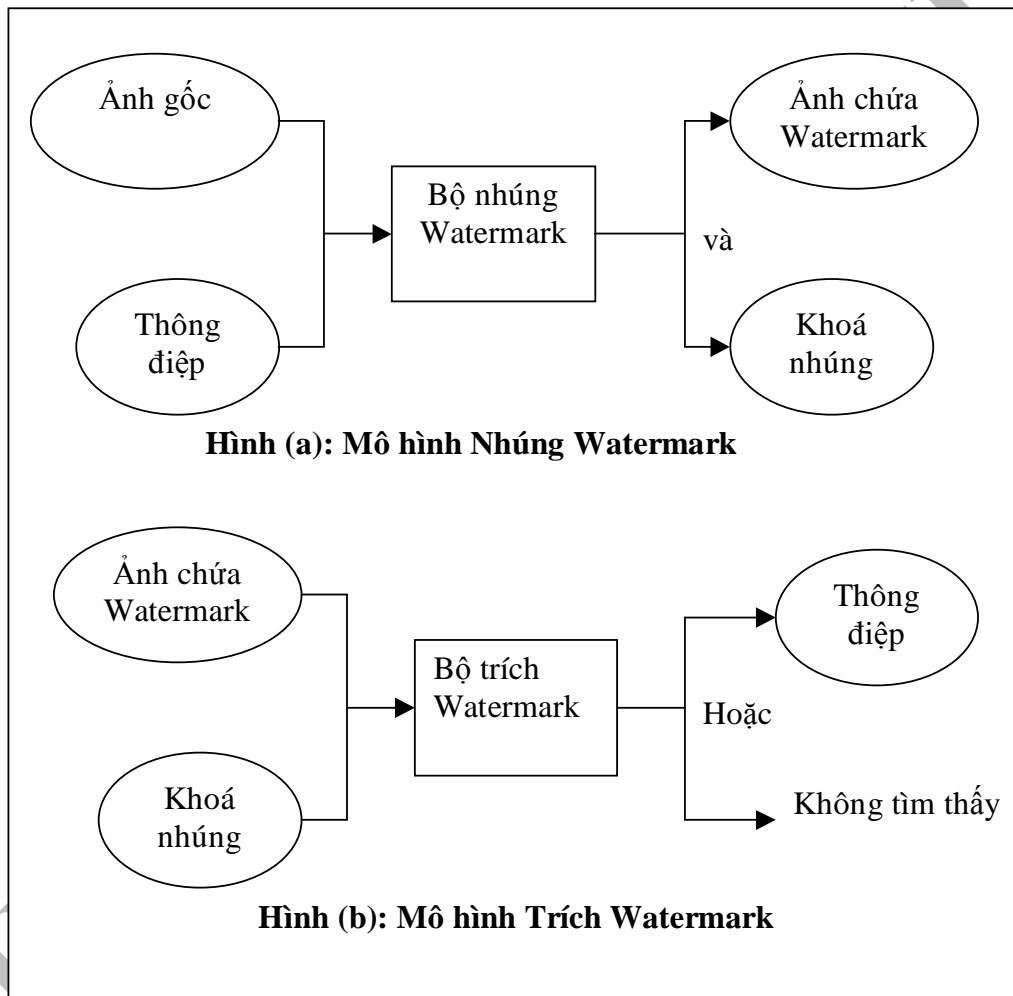 Ảnh gốc
Ảnh chứa
Watermark
Bộ nhúng
Watermark
và
Thông
điệp
Khoá
nhúng
Hình (a): Mô hình Nhúng Watermark
Ảnh chứa
Watermark
Thông
điệp
Bộ trích
Watermark
Hoặc
Khoá
nhúng
Không tìm thấy
Hình (b): Mô hình Trích Watermark